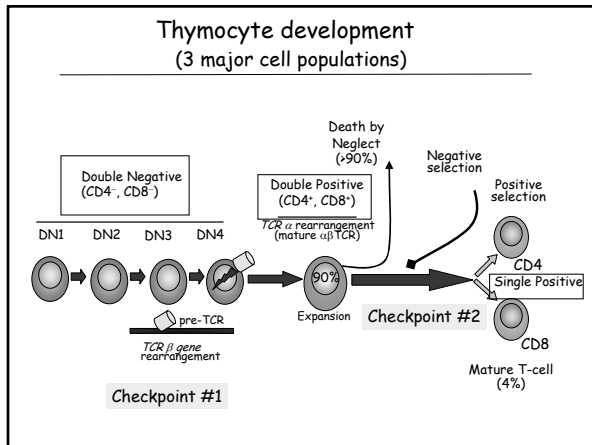 Thymocyte development
(3 major cell populations)
Death by
Neglect
(>90%)
Negative
selection
Double Negative
(CD4⁻, CD8⁻)
Double Positive
(CD4⁺, CD8⁺)
Positive
selection
TCR α rearrangement
(mature αβTCR)
DN1
DN2
DN3
DN4
90%
CD4
Single Positive
Expansion
pre-TCR
Checkpoint #2
TCR β gene
rearrangement
CD8
Checkpoint #1
Mature T-cell
(4%)